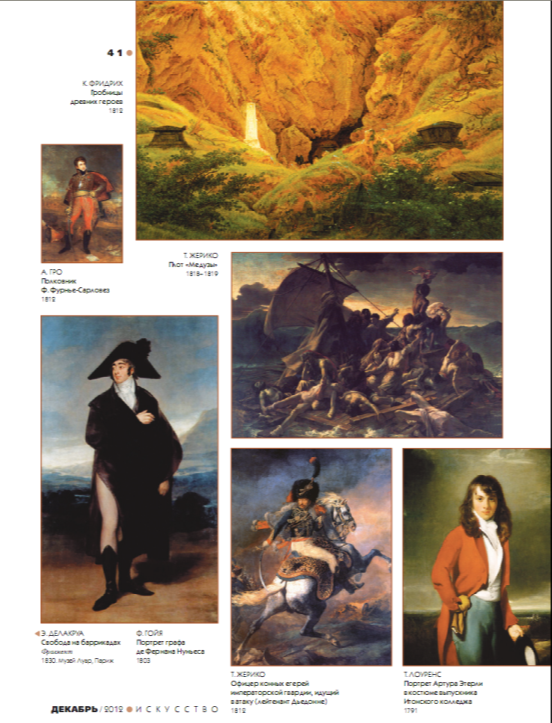 41
К. ФРИДРИХ
Гробницы
древних героев
1812
А. ГРО
Полковник
Ф. Фурнье-Сарловез
1812
Т. ЖЕРИКО
Плот «Медузы»
1818–1819
Э. ДЕЛАКРУА
Свобода на баррикадах
Фрагмент
1830. Музей Лувр, Париж
Ф. ГОЙЯ
Портрет графа
де Фернана Нуньеса
1803
Т. ЖЕРИКО
Офицер конных егерей
императорской гвардии, идущий
в атаку (лейтенант Дьедонне)
1812
Т. ЛОУРЕНС
Портрет Артура Этерли
в костюме выпускника
Итонского колледжа
1791
ДЕКАБРЬ / 2012 ИСКУССТВО